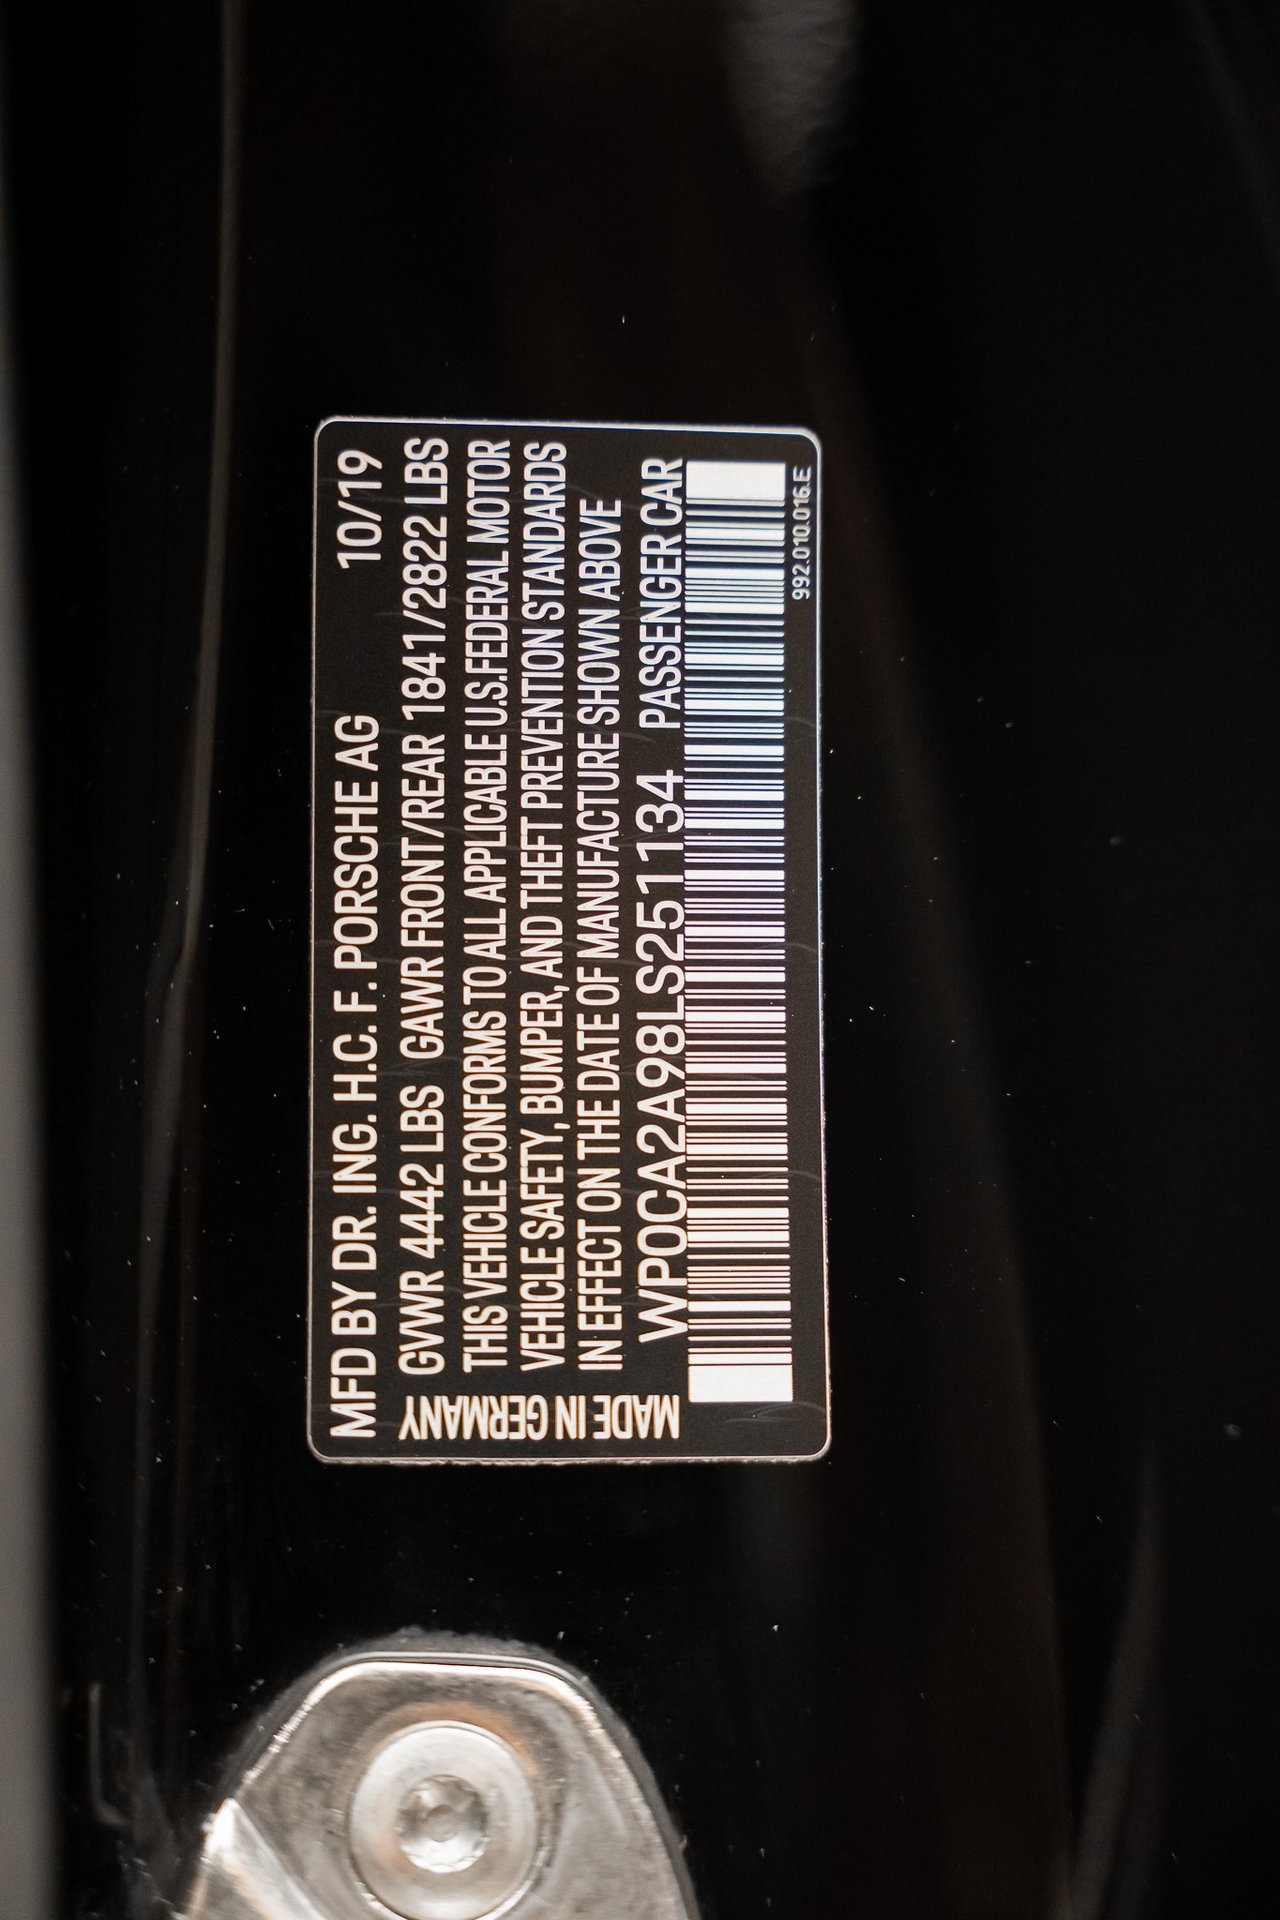 MFD BY DR. ING. H.C. F. PORSCHE AG 10/19
GVWR 4442 LBS GAWR FRONT/REAR 1841/2822 LBS
THIS VEHICLE CONFORMS TO ALL APPLICABLE U.S.FEDERAL MOTOR
VEHICLE SAFETY, BUMPER, AND THEFT PREVENTION STANDARDS
IN EFFECT ON THE DATE OF MANUFACTURE SHOWN ABOVE
WP0CA2A98LS251134 PASSENGER CAR
992.010.016.E
MADE IN GERMANY